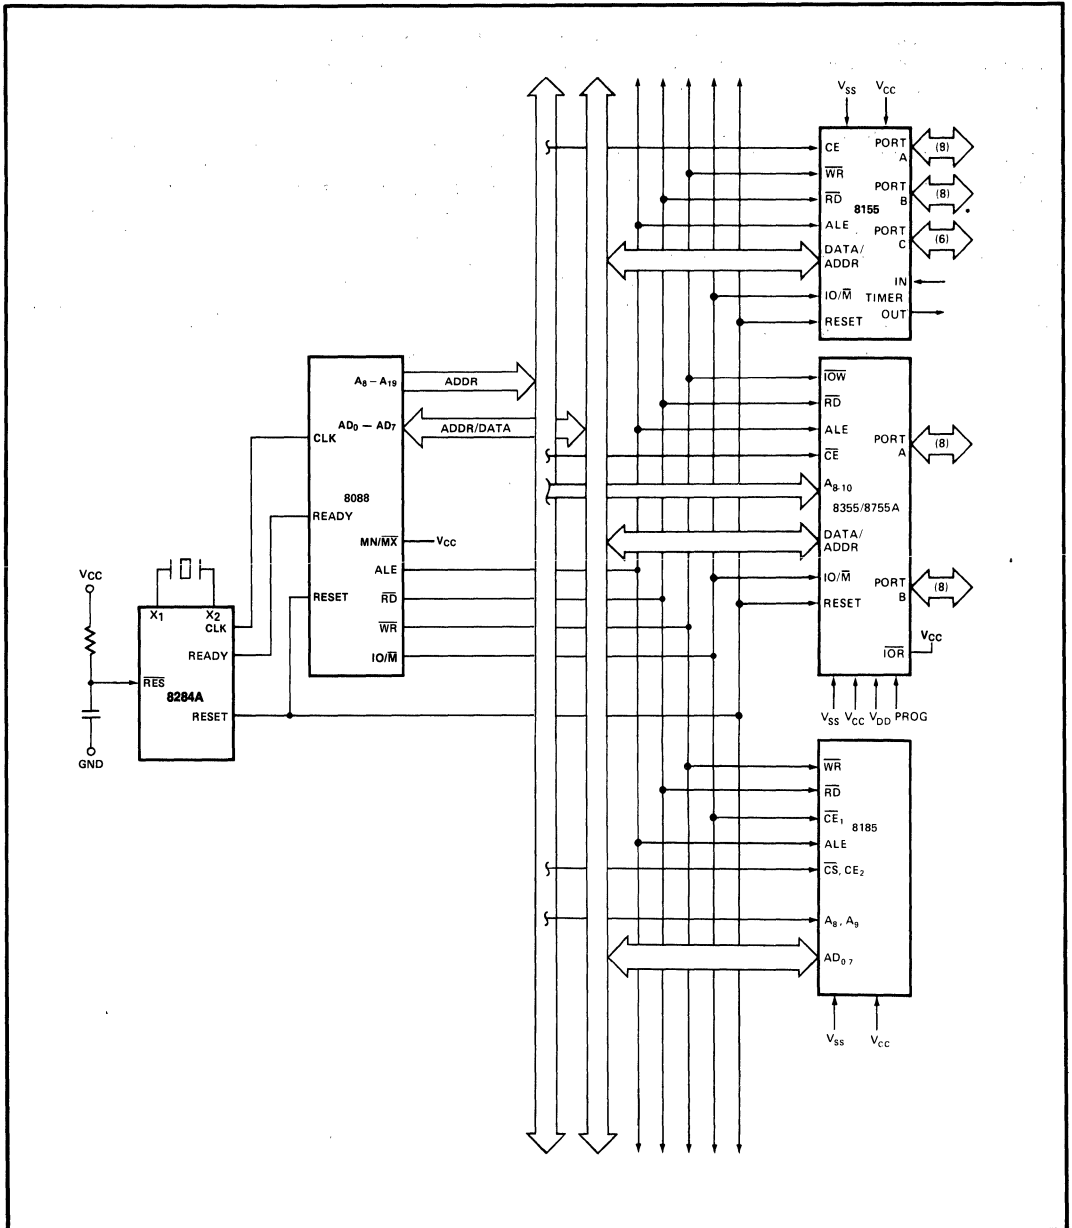 VSS
VCC
CE
WR
RD
ALE
DATA/
ADDR
IO/M
RESET
8155
PORT
A
(8)
PORT
B
(8)
PORT
C
(6)
IN
TIMER
OUT
A8 – A19
ADDR
AD0 — AD7
ADDR/DATA
CLK
8088
READY
MN/MX
VCC
ALE
RESET
RD
WR
IO/M
VCC
X1
X2
CLK
READY
RES
8284A
RESET
GND
IOW
RD
ALE
CE
A8-10
8355/8755A
DATA/
ADDR
IO/M
RESET
PORT
A
(8)
PORT
B
(8)
VCC
IOR
VSS
VCC
VDD
PROG
WR
RD
CE1
8185
ALE
CS, CE2
A8, A9
AD0 7
VSS
VCC